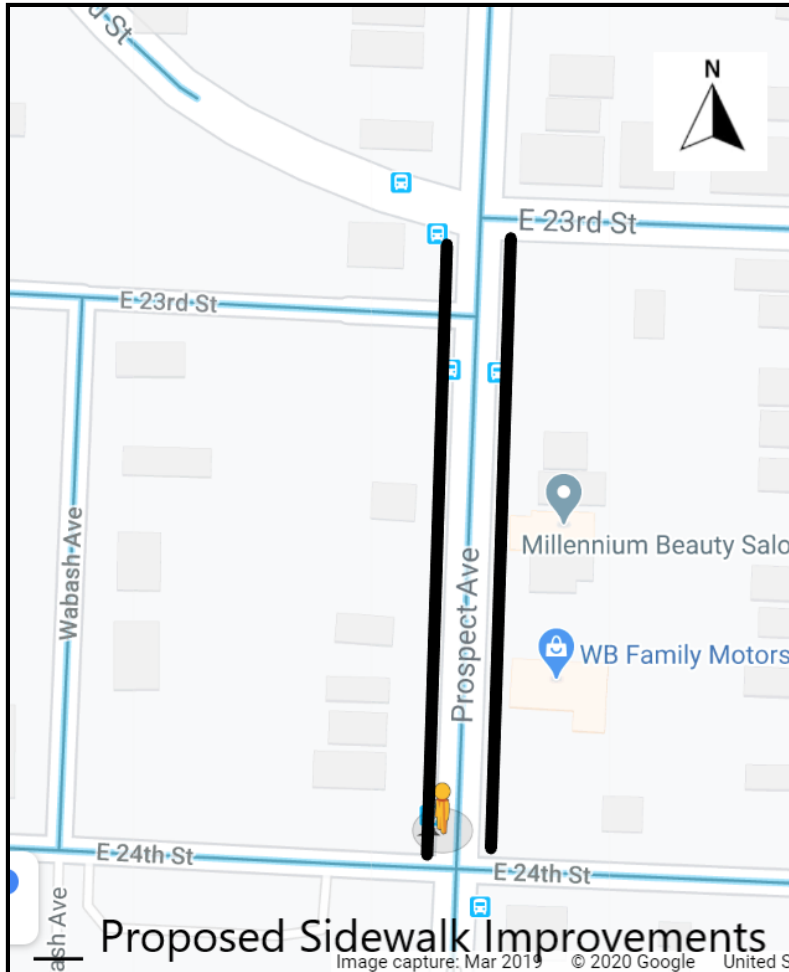 d St
N
E 23rd St
E 23rd St
Wabash Ave
Prospect Ave
Millennium Beauty Salo
WB Family Motors
E 24th St
E 24th St
ash Ave
Proposed Sidewalk Improvements
Image capture: Mar 2019 © 2020 Google United S